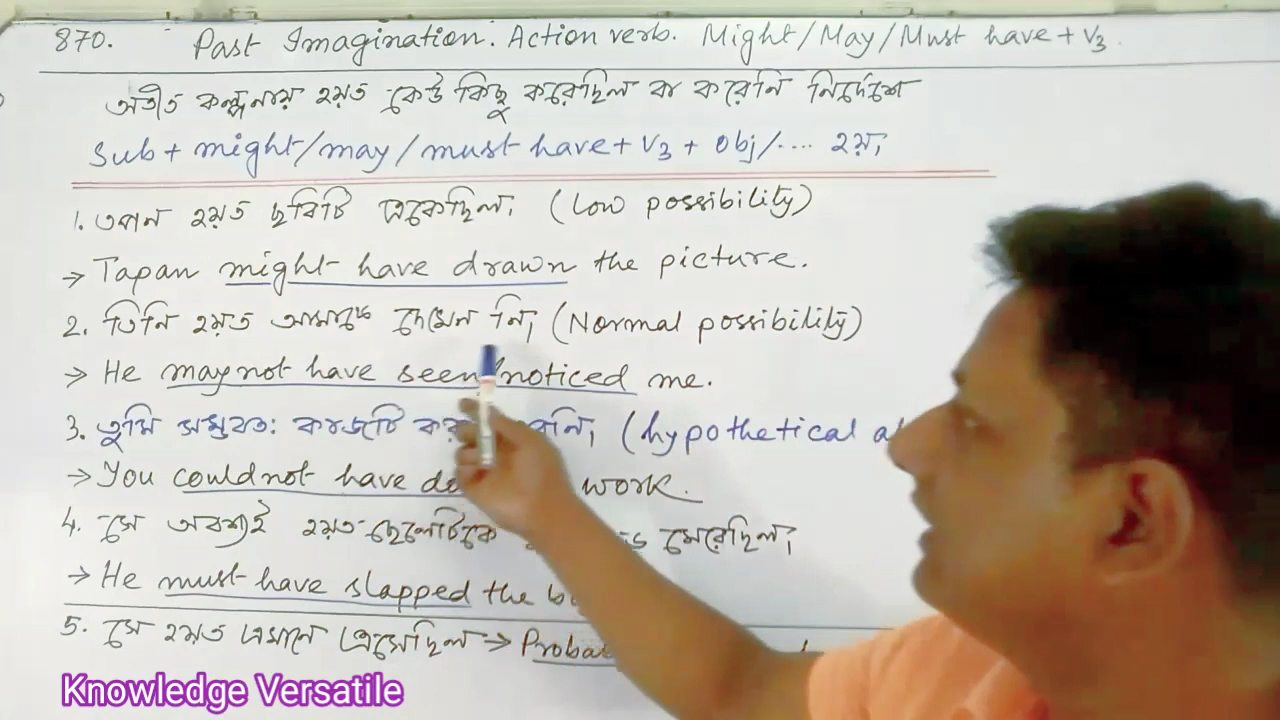 870. Past Imagination. Action verb. Might/May/Must have + V3.
অতীত কল্পনায় হয়ত কেউ কিছু করেছিল বা করেনি নির্দেশে
Sub + might/may/must have + V3 + Obj/.... হয়,
1. তপন হয়ত ছবিটি এঁকেছিল। (Low possibility)
→ Tapan might have drawn the picture.
2. তিনি হয়ত আমাকে দেখেন নি, (Normal possibility)
→ He may not have seen/noticed me.
3. তুমি সম্ভবত: কাজটি (hypothetical
→ You could not have work.
4. সে অবশ্যই হয়ত ছেলেটিকে মেরেছিল,
→ He must have slapped the
5. সে হয়ত এখানে এসেছিল →
Knowledge Versatile